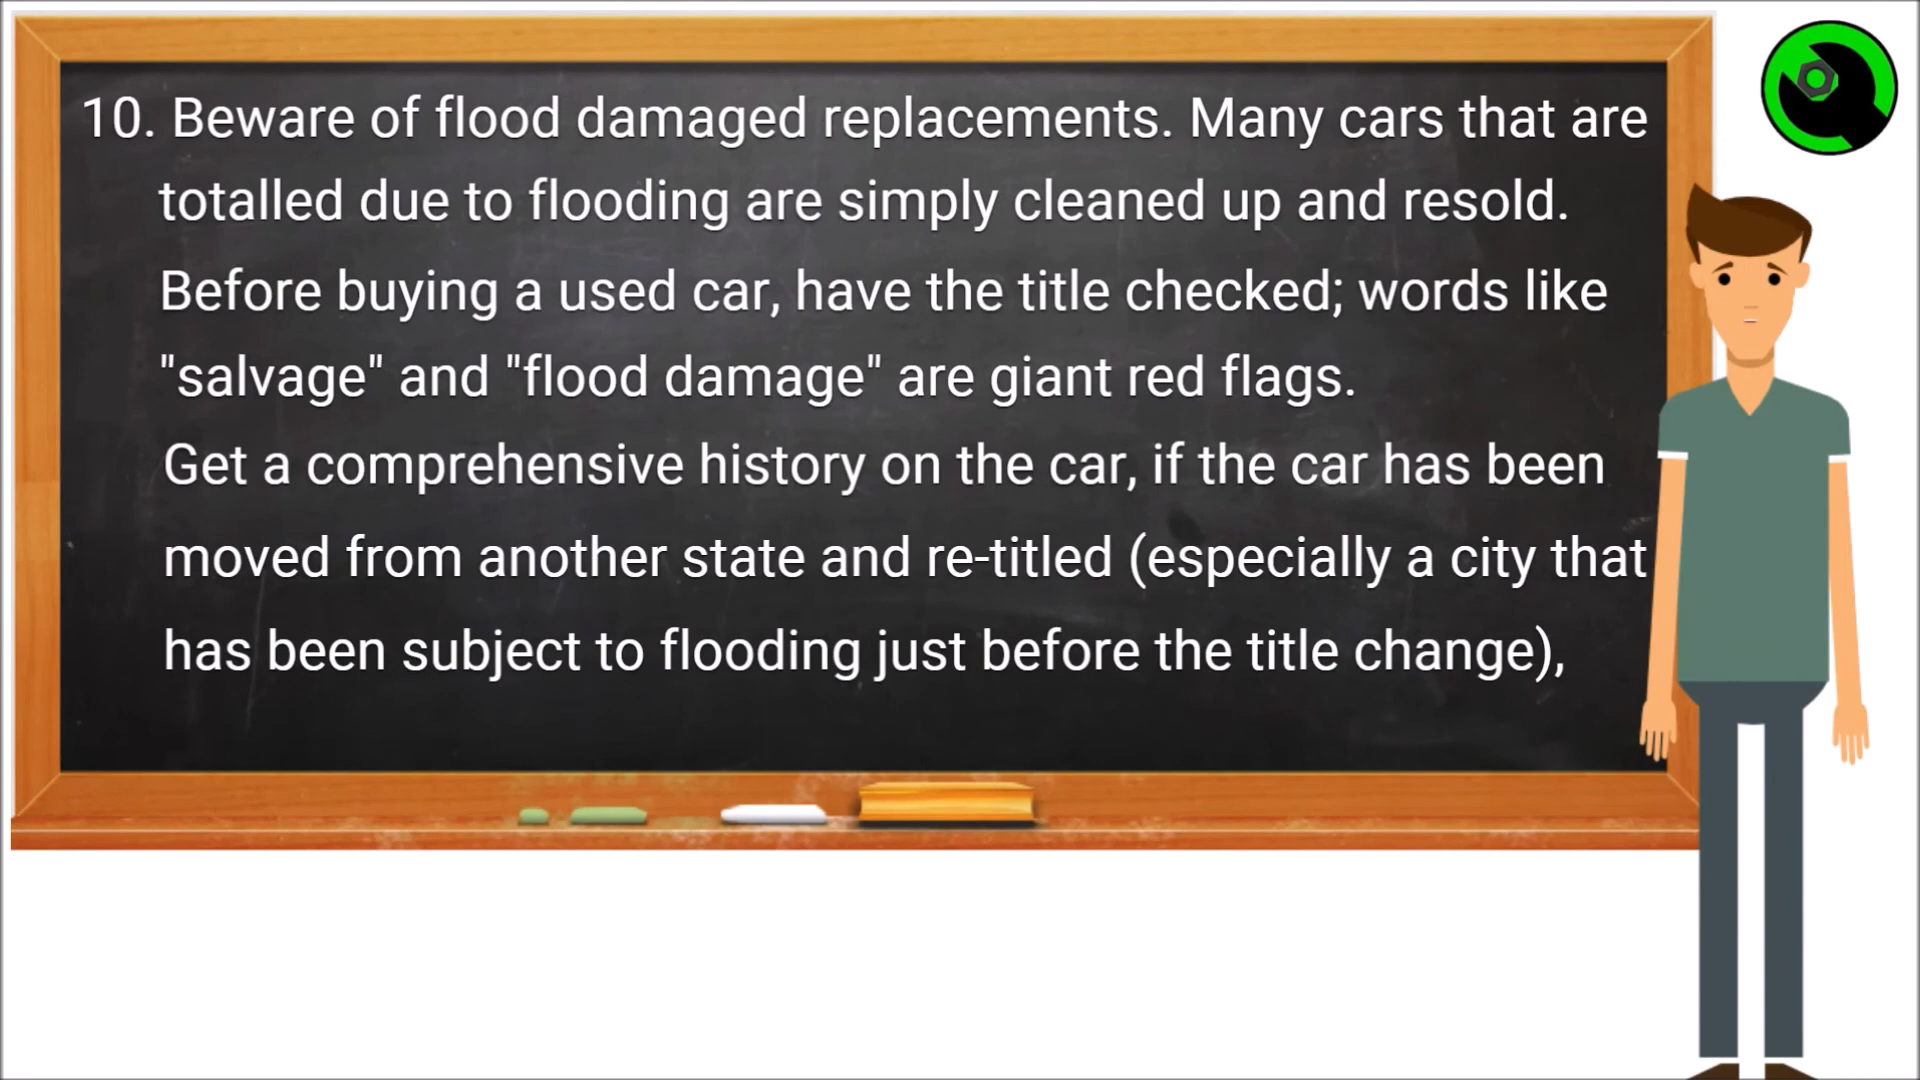 10. Beware of flood damaged replacements. Many cars that are
totalled due to flooding are simply cleaned up and resold.
Before buying a used car, have the title checked; words like
"salvage" and "flood damage" are giant red flags.
Get a comprehensive history on the car, if the car has been
moved from another state and re-titled (especially a city that
has been subject to flooding just before the title change),